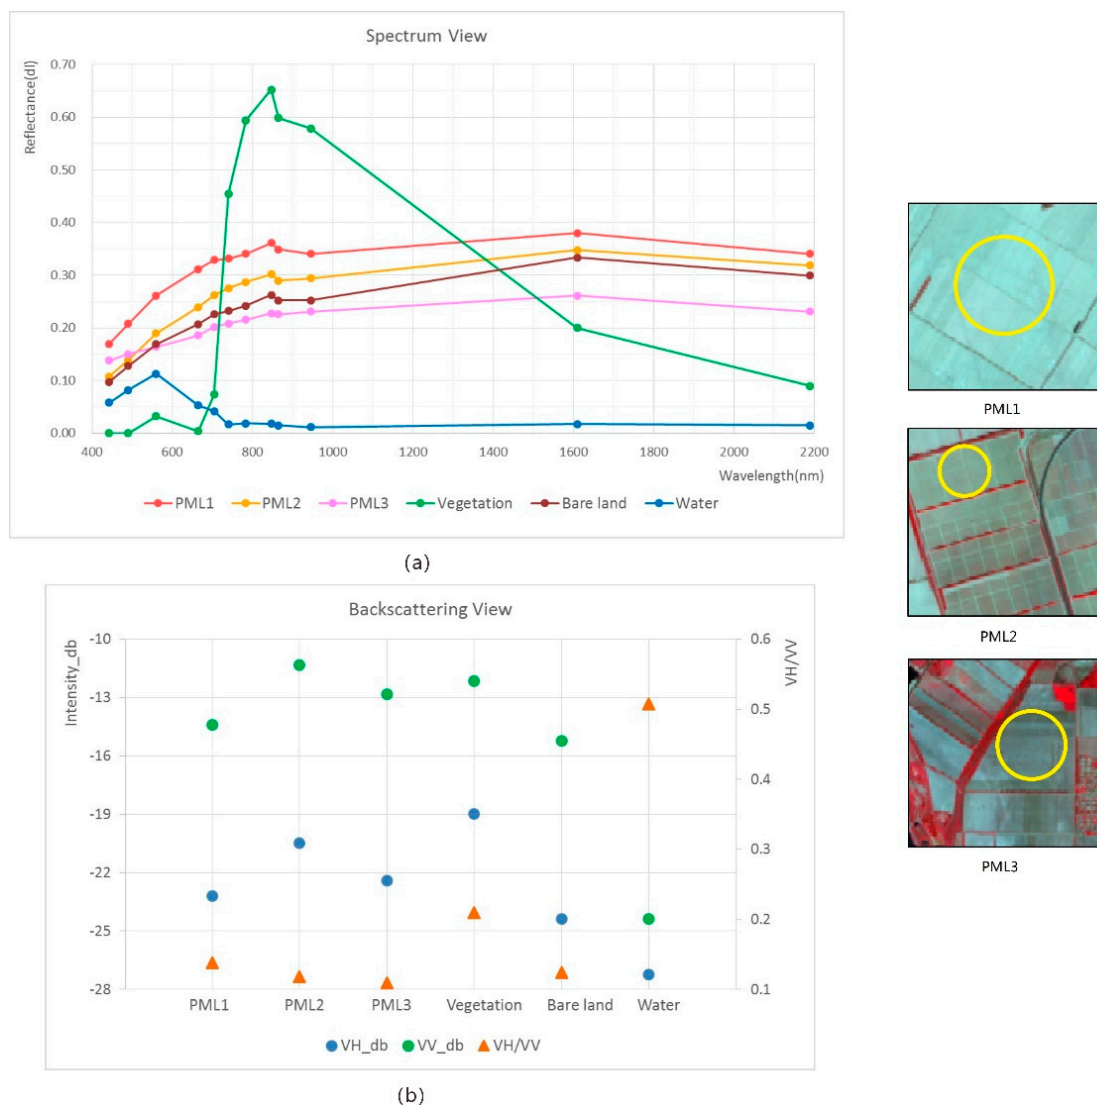 Spectrum View
Reflectance(dl)
0.70
0.60
0.50
0.40
0.30
0.20
0.10
0.00
400 600 800 1000 1200 1400 1600 1800 2000 2200
Wavelength(nm)
PML1 PML2 PML3 Vegetation Bare land Water
(a)
PML1
PML2
PML3
Backscattering View
Intensity_db
VH/VV
-10 0.6
-13 0.5
-16 0.4
-19 0.3
-22
-25 0.2
-28 0.1
PML1 PML2 PML3 Vegetation Bare land Water
VH_db VV_db VH/VV
(b)